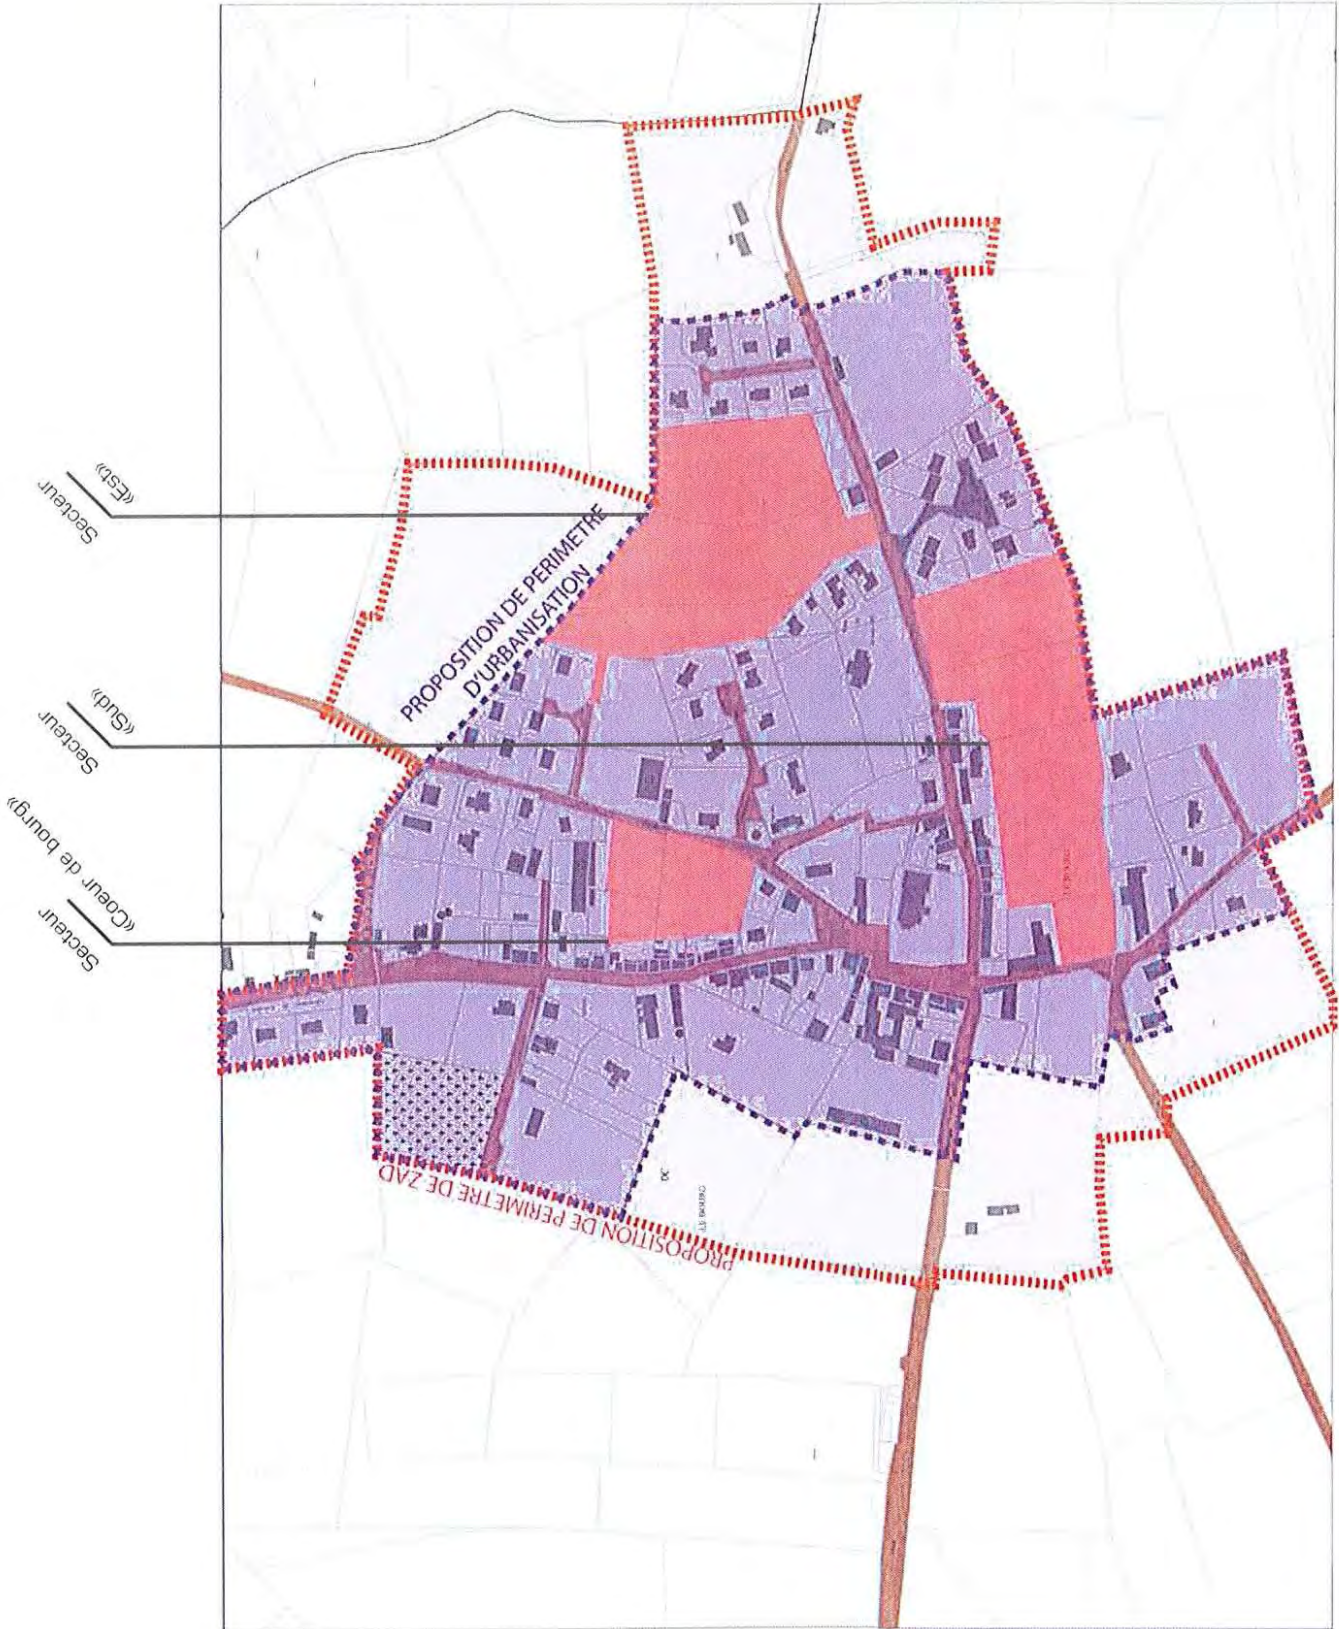 Secteur
«Est»
Secteur
«Sud»
Secteur
«Coeur de bourg»
PROPOSITION DE PERIMETRE
D'URBANISATION
PROPOSITION DE PERIMETRE DE ZAD